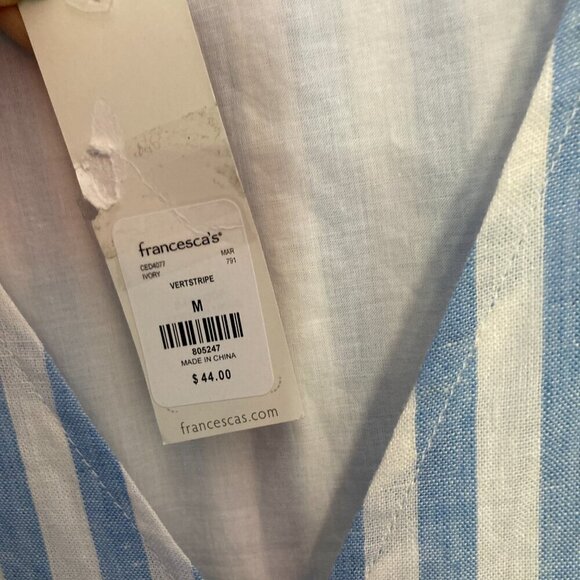 francesca's®
CED4077 MAR
IVORY 791
VERTSTRIPE
M
805247
MADE IN CHINA
$ 44.00
francescas.com